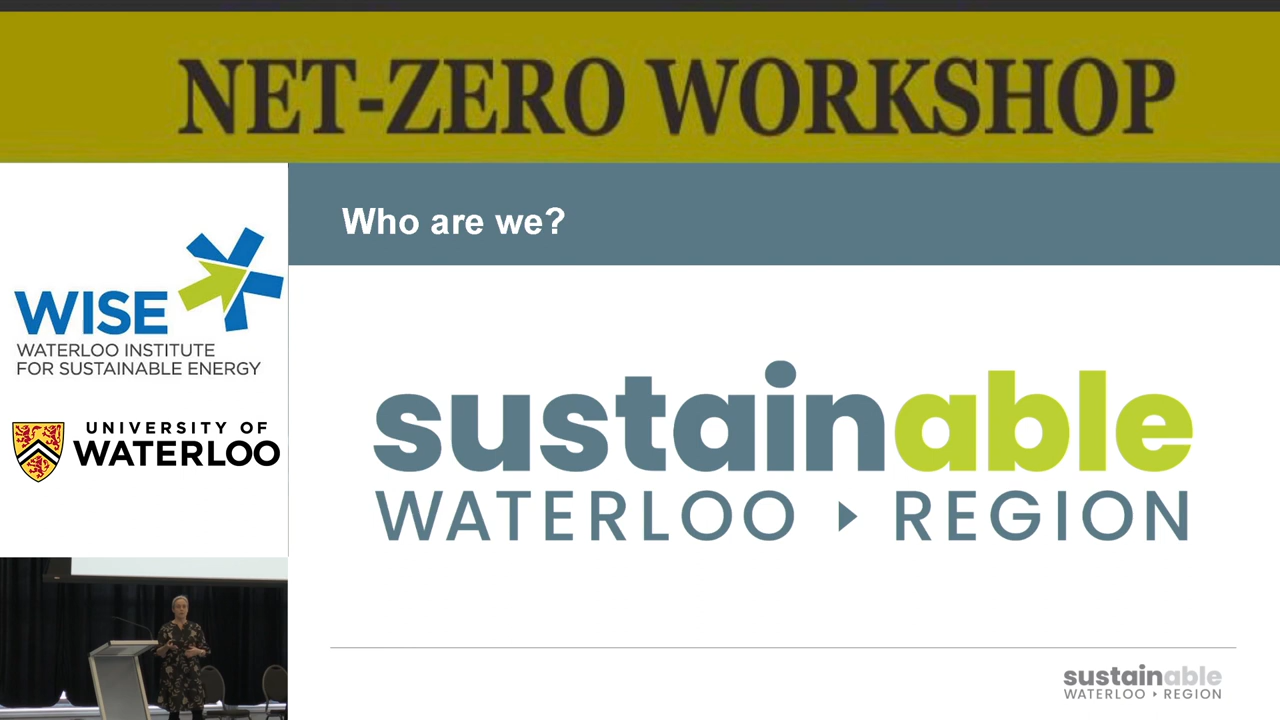 NET-ZERO WORKSHOP
Who are we?
WISE
WATERLOO INSTITUTE
FOR SUSTAINABLE ENERGY
UNIVERSITY OF
WATERLOO
sustainable
WATERLOO REGION
sustainable
WATERLOO REGION